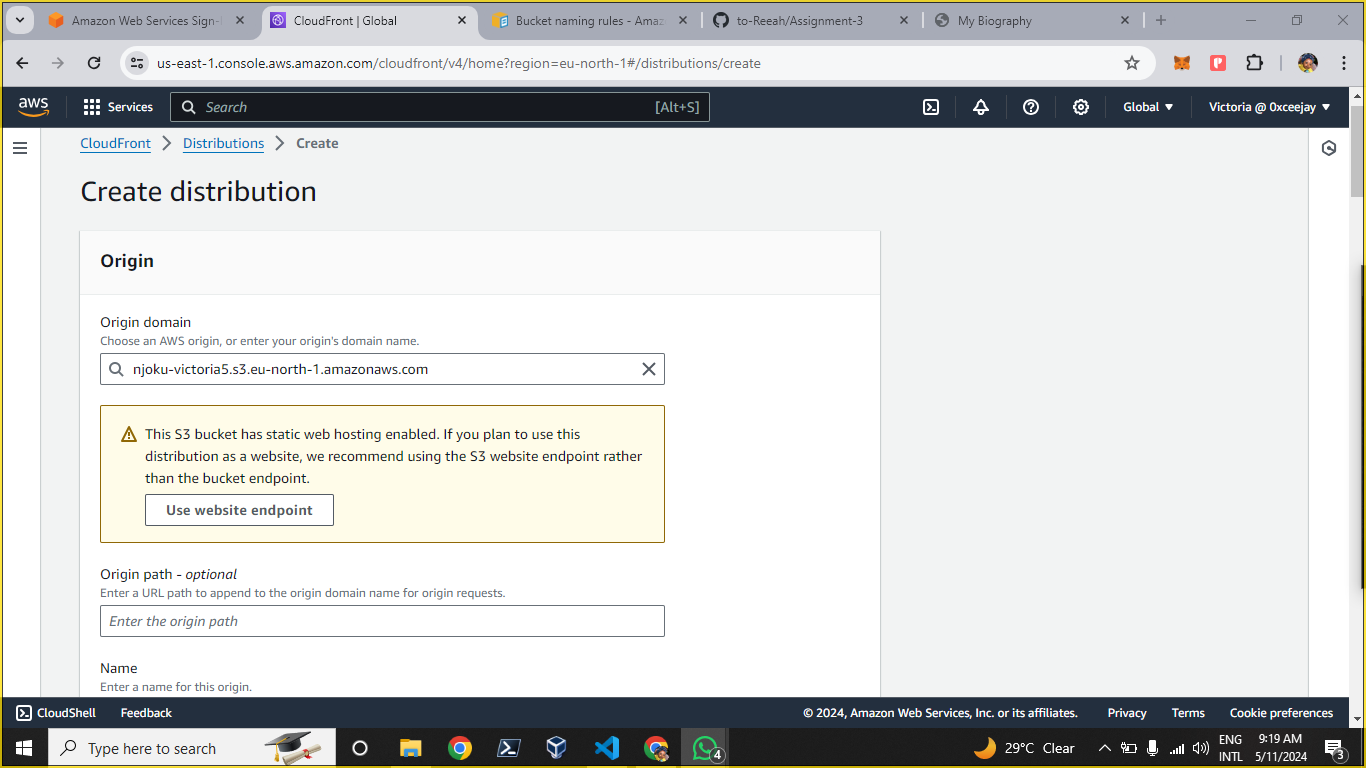 Amazon Web Services Sign-
CloudFront | Global
Bucket naming rules - Amaz
to-Reeah/Assignment-3
My Biography
us-east-1.console.aws.amazon.com/cloudfront/v4/home?region=eu-north-1#/distributions/create
aws
Services
Search
[Alt+S]
Global
Victoria @ 0xceejay
CloudFront
Distributions
Create
Create distribution
Origin
Origin domain
Choose an AWS origin, or enter your origin's domain name.
njoku-victoria5.s3.eu-north-1.amazonaws.com
This S3 bucket has static web hosting enabled. If you plan to use this
distribution as a website, we recommend using the S3 website endpoint rather
than the bucket endpoint.
Use website endpoint
Origin path - optional
Enter a URL path to append to the origin domain name for origin requests.
Enter the origin path
Name
Enter a name for this origin.
CloudShell
Feedback
© 2024, Amazon Web Services, Inc. or its affiliates.
Privacy
Terms
Cookie preferences
Type here to search
4
29°C Clear
ENG
INTL
9:19 AM
5/11/2024
3